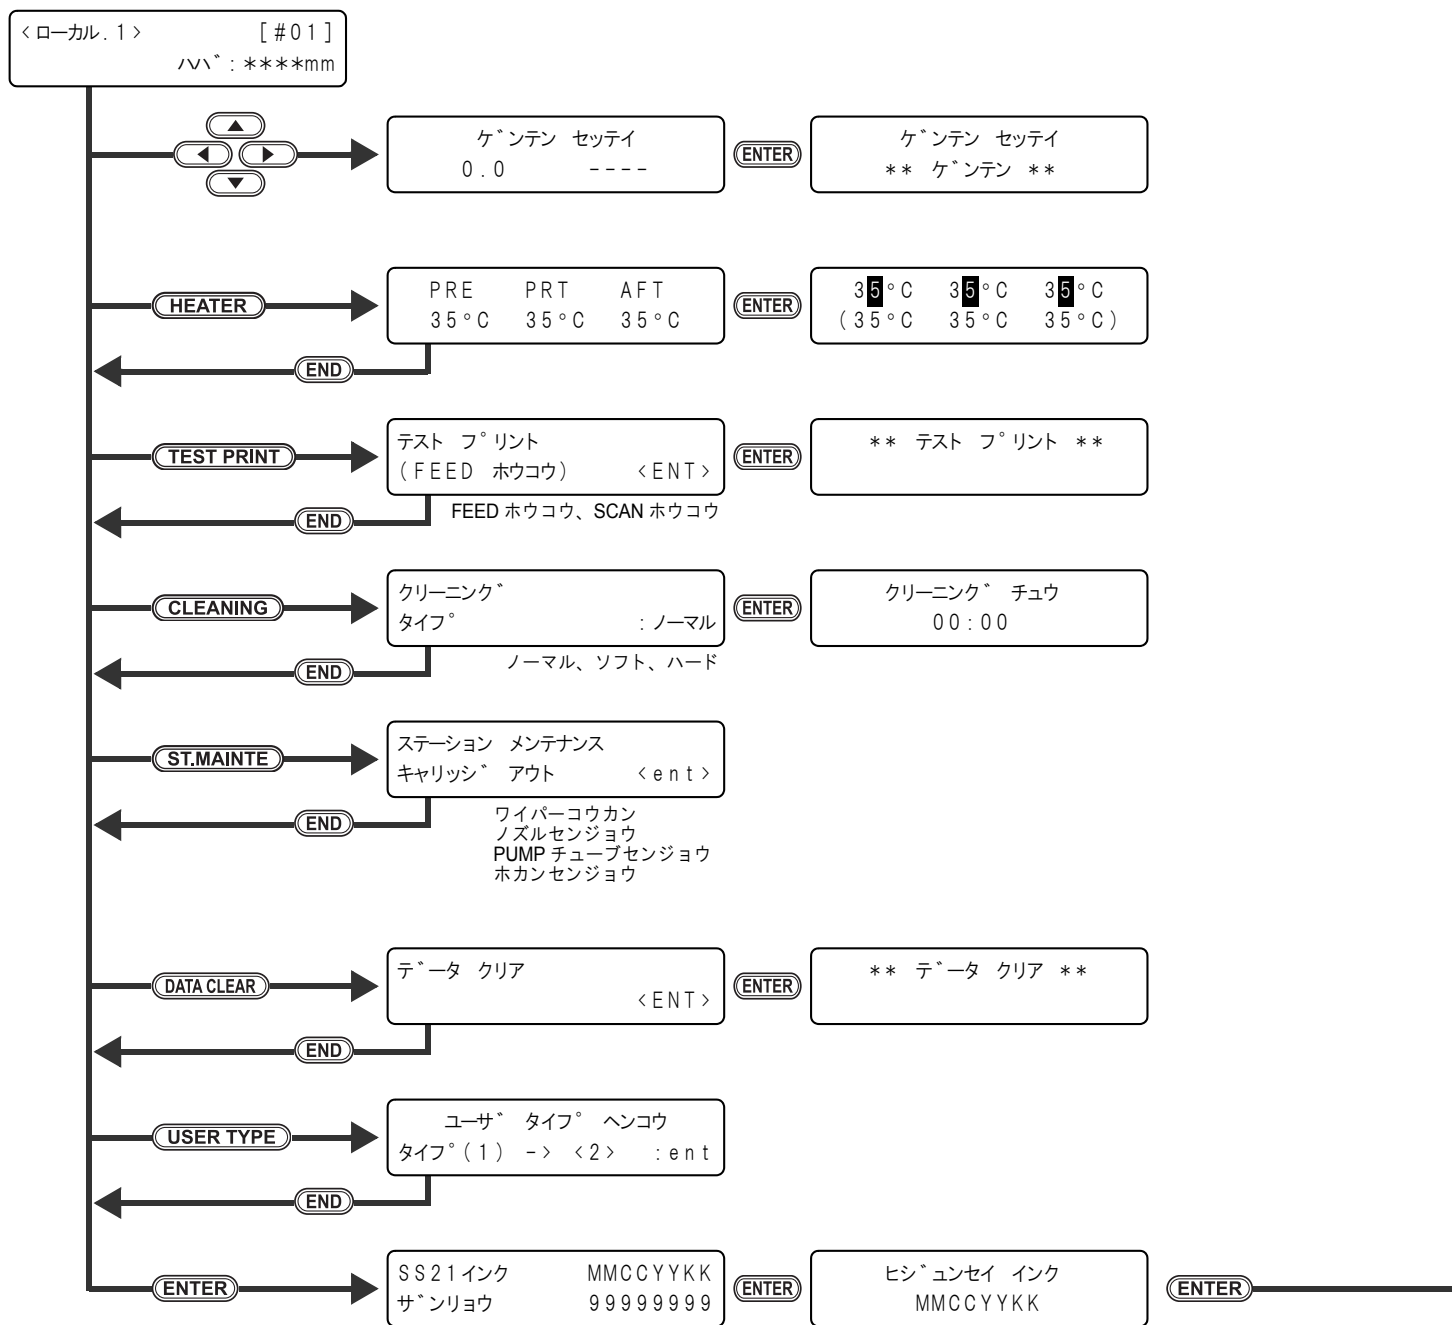 <ローカル.1> [#01]
ハバ:****mm
ゲンテン セッテイ
0.0 ----
ENTER
ゲンテン セッテイ
** ゲンテン **
HEATER
PRE PRT AFT
35°C 35°C 35°C
ENTER
35°C 35°C 35°C
(35°C 35°C 35°C)
END
TEST PRINT
テスト プリント
(FEED ホウコウ) <ENT>
ENTER
** テスト プリント **
FEED ホウコウ、SCAN ホウコウ
END
CLEANING
クリーニング
タイプ :ノーマル
ENTER
クリーニング チュウ
00:00
ノーマル、ソフト、ハード
END
ST.MAINTE
ステーション メンテナンス
キャリッジ アウト <ent>
END
ワイパーコウカン
ノズルセンジョウ
PUMP チューブセンジョウ
ホカンセンジョウ
DATA CLEAR
データ クリア
<ENT>
ENTER
** データ クリア **
END
USER TYPE
ユーザ タイプ ヘンコウ
タイプ(1) -> <2> :ent
END
ENTER
SS21インク MMCCYYKK
ザンリョウ 99999999
ENTER
ヒジュンセイ インク
MMCCYYKK
ENTER